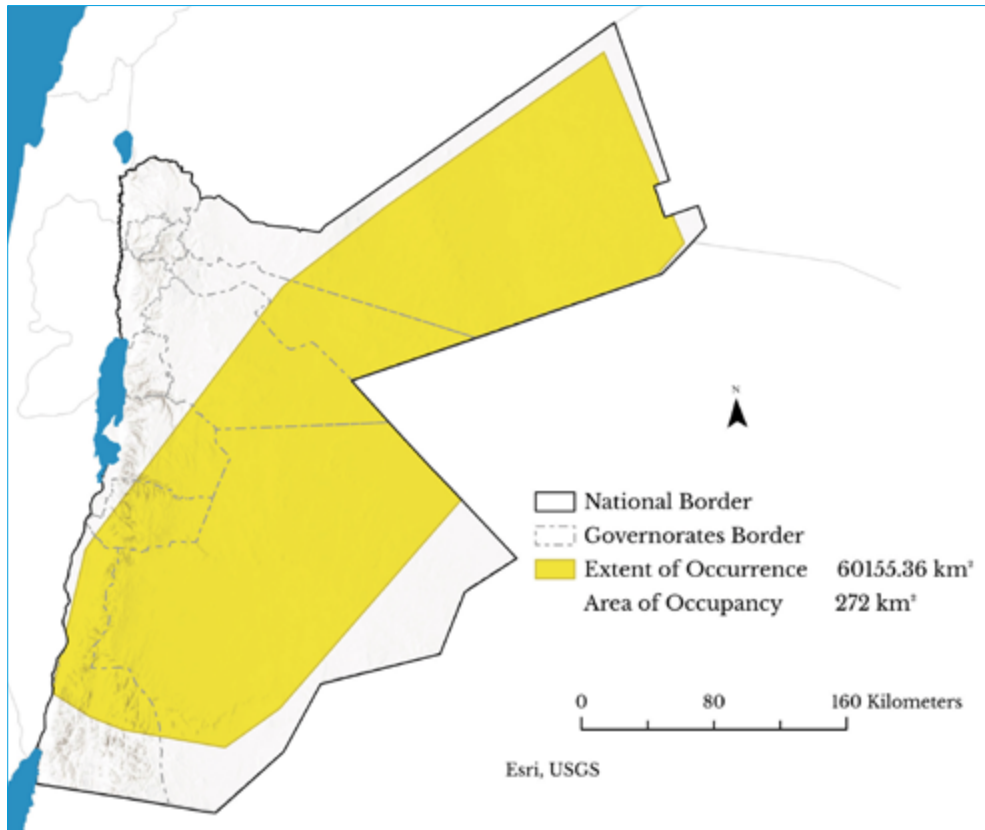 N
National Border
Governorates Border
Extent of Occurrence 60155.36 km²
Area of Occupancy 272 km²
0 80 160 Kilometers
Esri, USGS